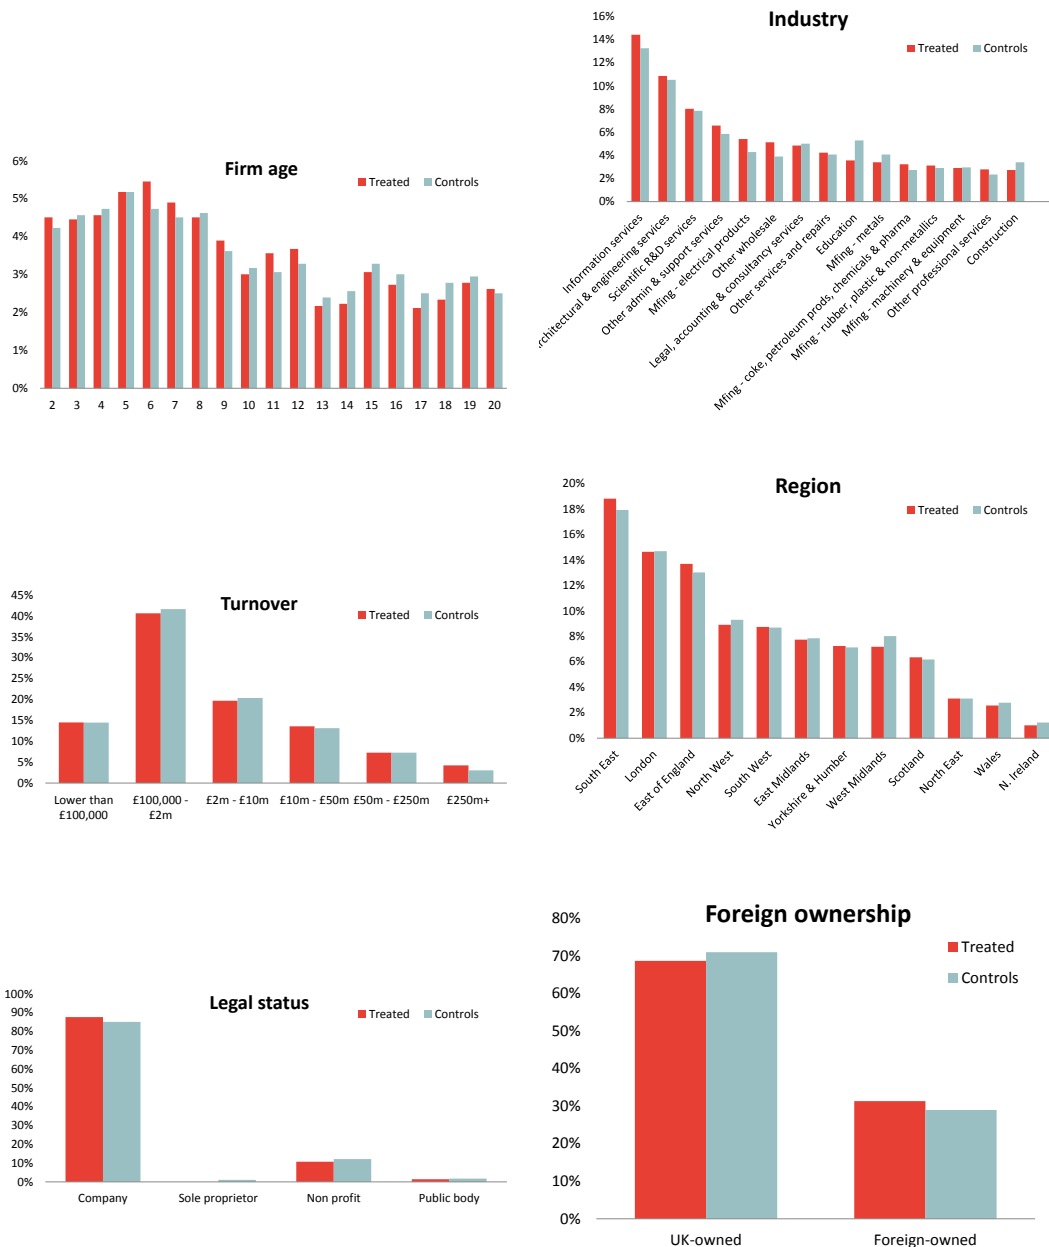 Industry
Treated Controls
16%
14%
12%
10%
8%
6%
4%
2%
0%
Information services
rchitectural & engineering services
Scientific R&D services
Other admin & support services
Mfing - electrical products
Other wholesale
Legal, accounting & consultancy services
Other services and repairs
Education
Mfing - metals
Mfing - coke, petroleum prods, chemicals & pharma
Mfing - rubber, plastic & non-metallics
Mfing - machinery & equipment
Other professional services
Construction
Firm age
Treated Controls
6%
5%
4%
3%
2%
1%
0%
2 3 4 5 6 7 8 9 10 11 12 13 14 15 16 17 18 19 20
Region
Treated Controls
20%
18%
16%
14%
12%
10%
8%
6%
4%
2%
0%
South East
London
East of England
North West
South West
East Midlands
Yorkshire & Humber
West Midlands
Scotland
North East
Wales
N. Ireland
Turnover
Treated Controls
45%
40%
35%
30%
25%
20%
15%
10%
5%
0%
Lower than £100,000 - £2m - £10m £10m - £50m £50m - £250m £250m+
£100,000 £2m
Foreign ownership
Treated
Controls
80%
70%
60%
50%
40%
30%
20%
10%
0%
UK-owned Foreign-owned
Legal status
Treated Controls
100%
90%
80%
70%
60%
50%
40%
30%
20%
10%
0%
Company Sole proprietor Non profit Public body